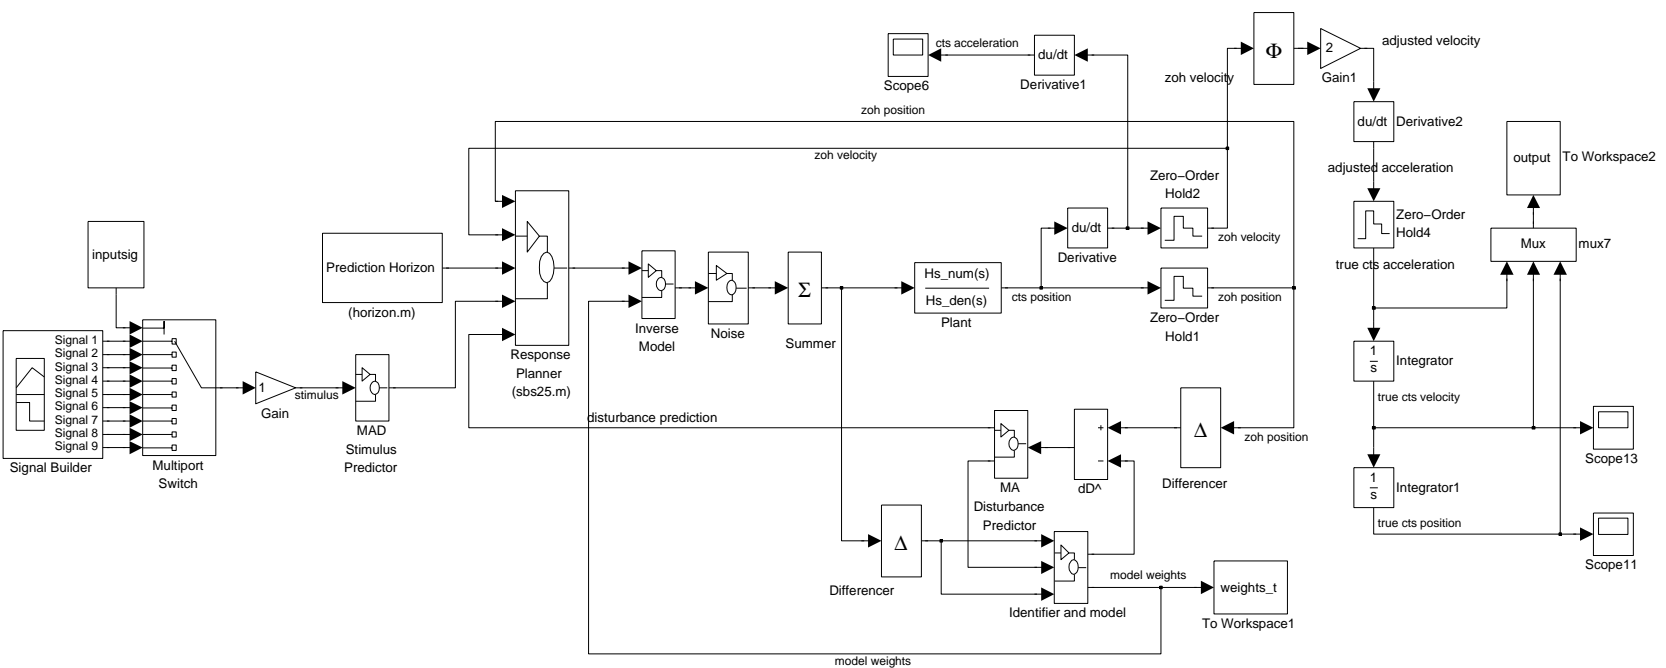 Φ
2
Gain1
adjusted velocity
cts acceleration
Scope6
du/dt
Derivative1
zoh velocity
du/dt
Derivative2
zoh position
zoh velocity
adjusted acceleration
output
To Workspace2
Zero−Order
Hold2
Zero−Order
Hold4
Mux
mux7
true cts acceleration
inputsig
Prediction Horizon
(horizon.m)
du/dt
Derivative
zoh velocity
Hs_num(s)
Hs_den(s)
Plant
cts position
zoh position
Zero−Order
Hold1
Inverse
Model
Noise
Σ
Summer
Response
Planner
(sbs25.m)
Signal 1
Signal 2
Signal 3
Signal 4
Signal 5
Signal 6
Signal 7
Signal 8
Signal 9
Signal Builder
Multiport
Switch
1
Gain
stimulus
MAD
Stimulus
Predictor
1
s
Integrator
true cts velocity
disturbance prediction
MA
Disturbance
Predictor
+
−
dD^
Δ
Differencer
zoh position
Scope13
1
s
Integrator1
true cts position
Scope11
Δ
Differencer
Identifier and model
model weights
weights_t
To Workspace1
model weights